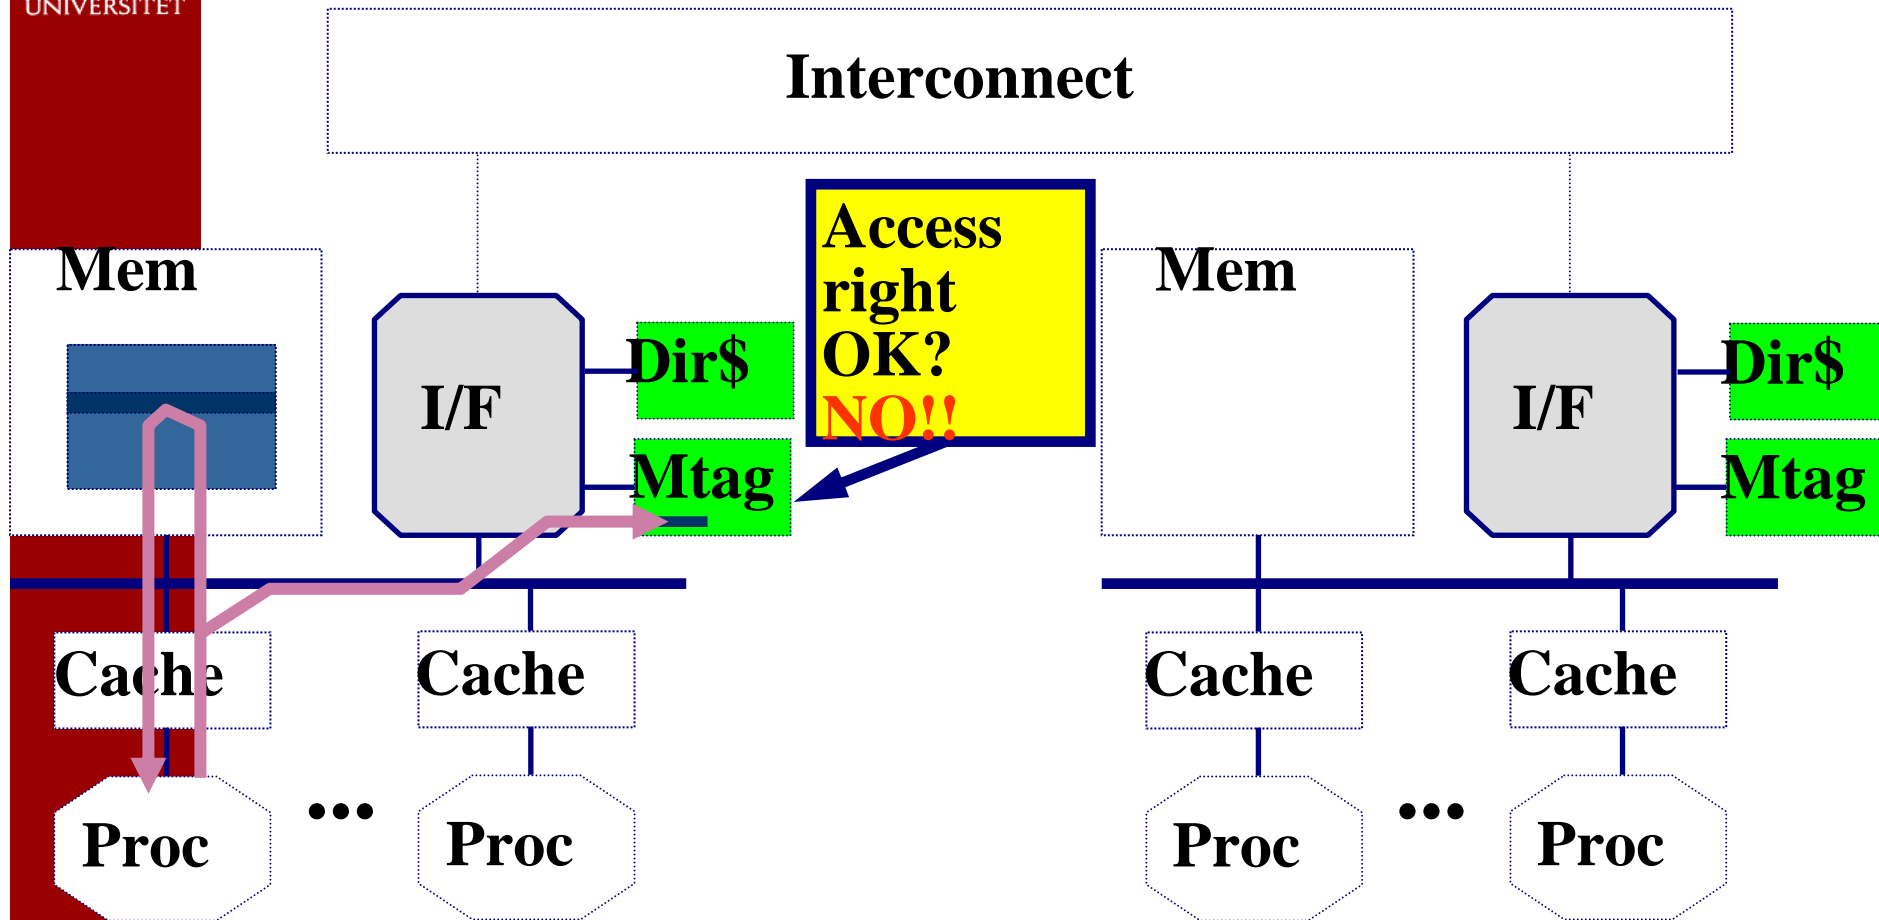 UNIVERSITET
Interconnect
Access
right
OK?
NO!!
Mem
Mem
I/F
Dir$
Mtag
I/F
Dir$
Mtag
Cache
Cache
Cache
Cache
Proc
...
Proc
Proc
...
Proc